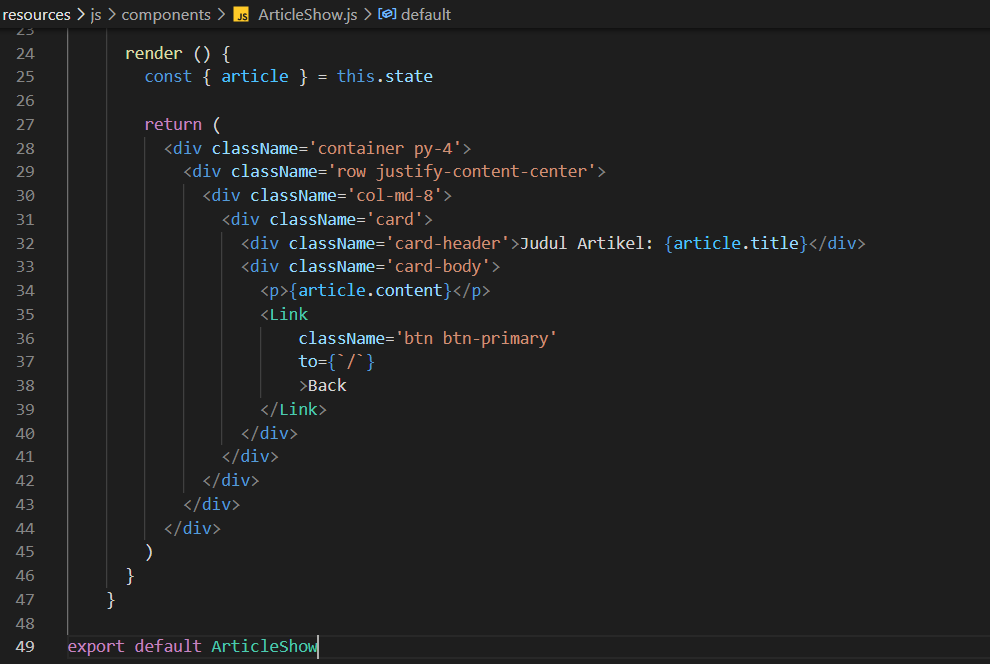 resources > js > components > JS ArticleShow.js > default
23
24 render () {
25 const { article } = this.state
26
27 return (
28 <div className='container py-4'>
29 <div className='row justify-content-center'>
30 <div className='col-md-8'>
31 <div className='card'>
32 <div className='card-header'>Judul Artikel: {article.title}</div>
33 <div className='card-body'>
34 <p>{article.content}</p>
35 <Link
36 className='btn btn-primary'
37 to={`/`}
38 >Back
39 </Link>
40 </div>
41 </div>
42 </div>
43 </div>
44 </div>
45 )
46 }
47 }
48
49 export default ArticleShow